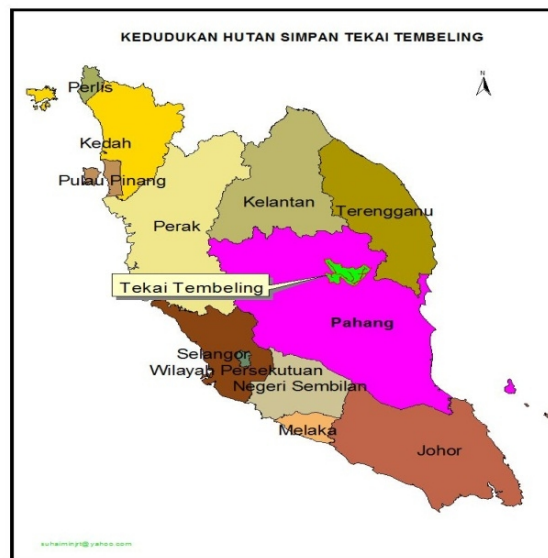 KEDUDUKAN HUTAN SIMPAN TEKAI TEMBELING
N
Perlis
Kedah
Pulau Pinang
Kelantan
Terengganu
Perak
Tekai Tembeling
Pahang
Selangor
Wilayah Persekutuan
Negeri Sembilan
Melaka
Johor
suhaiminjrt@yahoo.com